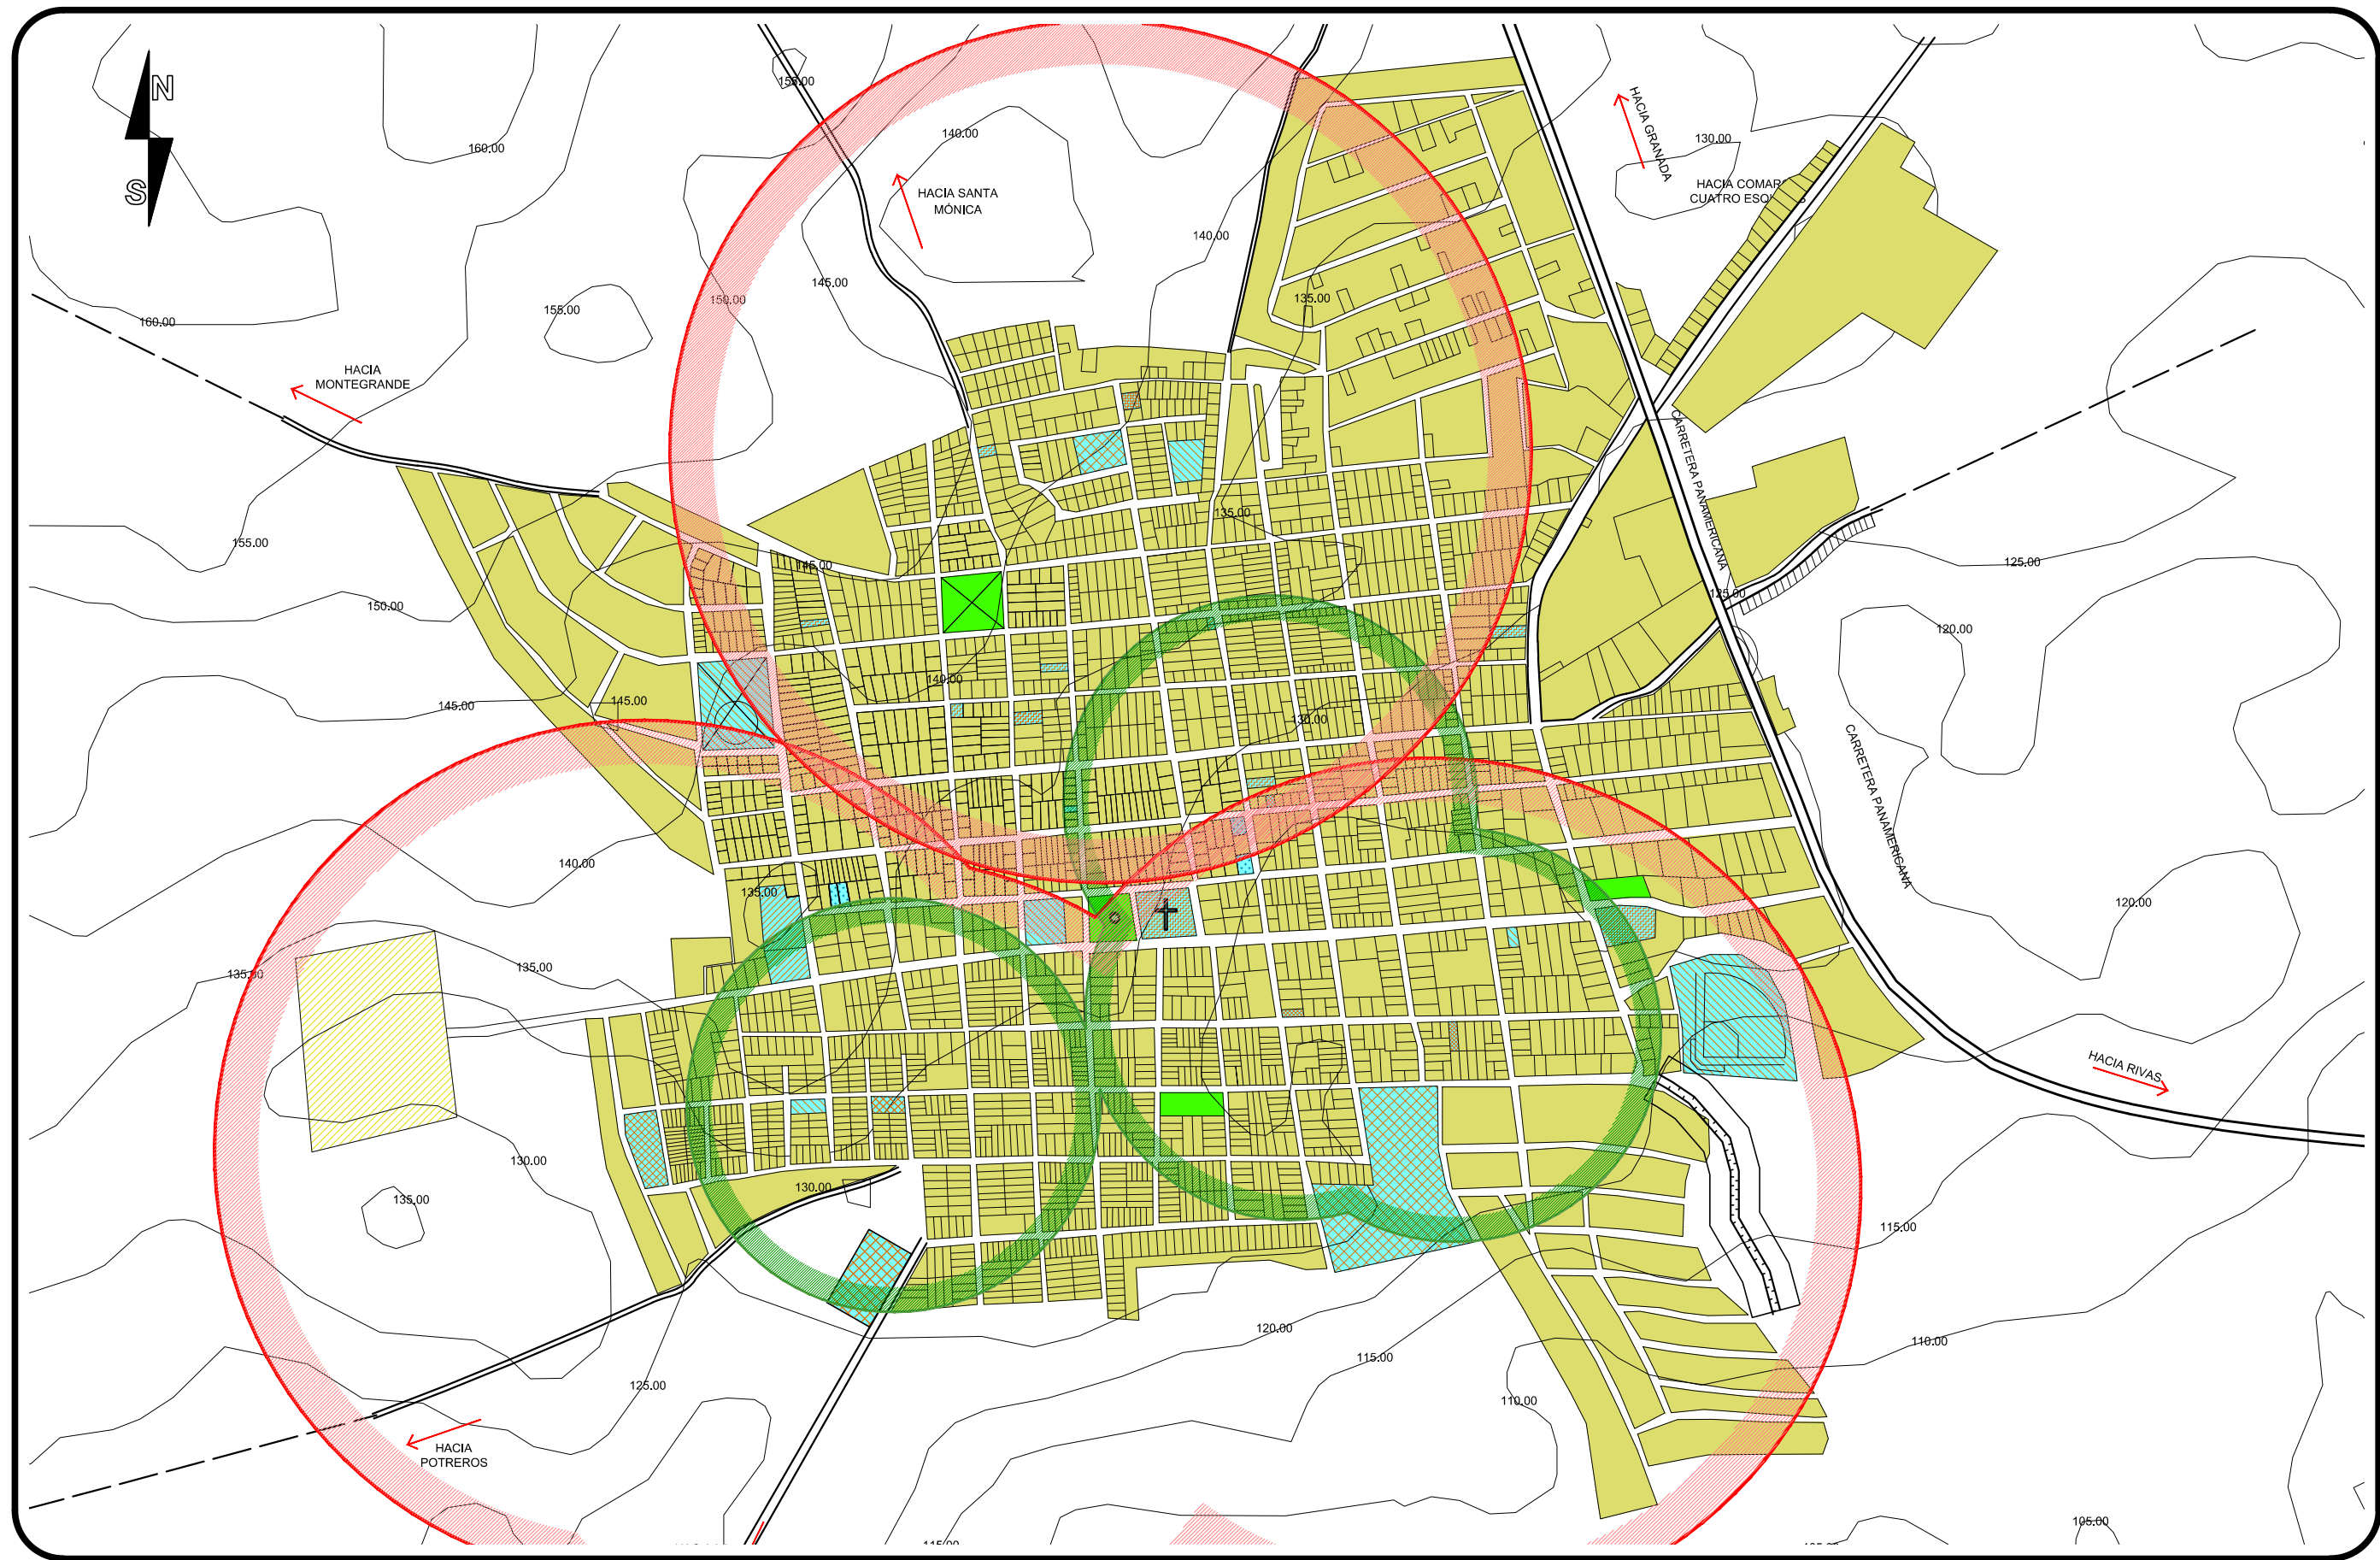 N
S
155.00
160.00
140.00
HACIA SANTA
MÓNICA
HACIA GRANADA
130.00
HACIA COMAR
CUATRO ESQ
140.00
145.00
150.00
135.00
155.00
160.00
HACIA
MONTEGRANDE
CARRETERA PANAMERICANA
135.00
155.00
145.00
125.00
150.00
125.00
120.00
140.00
145.00
145.00
130.00
CARRETERA PANAMERICANA
140.00
135.00
120.00
135.00
135.00
HACIA RIVAS
130.00
130.00
135.00
115.00
120.00
110.00
115.00
125.00
110.00
HACIA
POTREROS
105.00